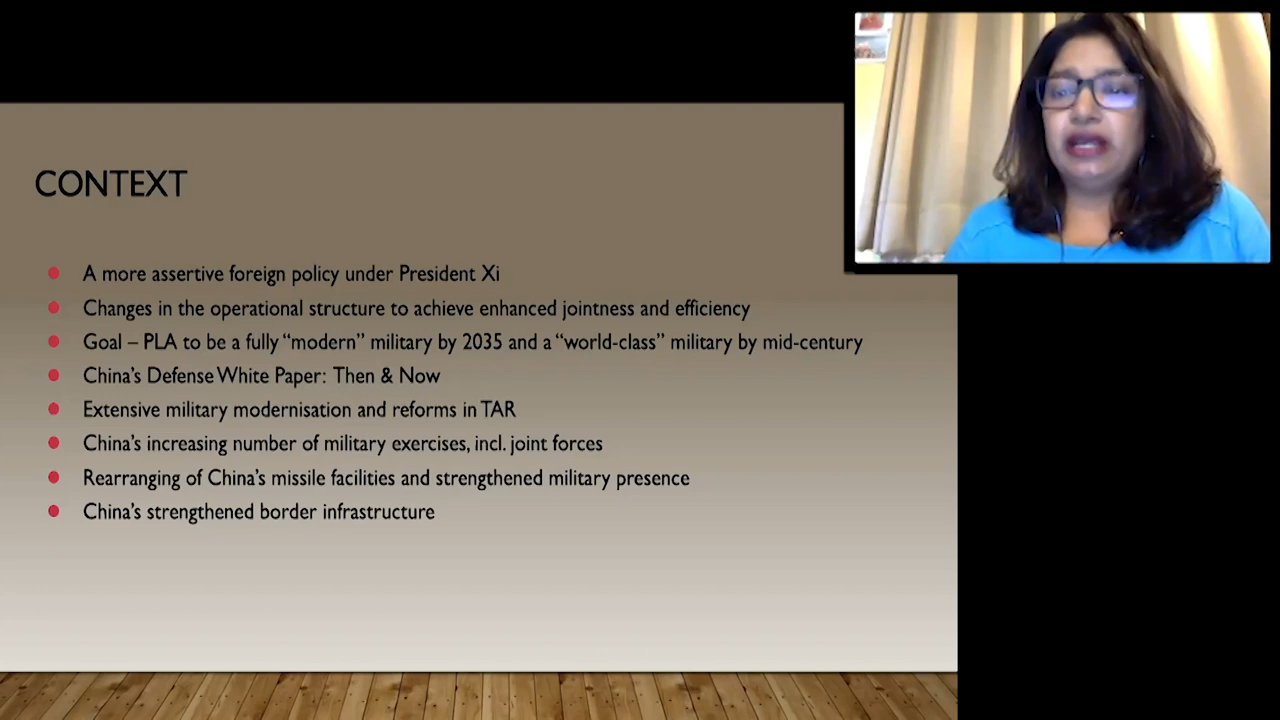 CONTEXT
A more assertive foreign policy under President Xi
Changes in the operational structure to achieve enhanced jointness and efficiency
Goal – PLA to be a fully “modern” military by 2035 and a “world-class” military by mid-century
China’s Defense White Paper: Then & Now
Extensive military modernisation and reforms in TAR
China’s increasing number of military exercises, incl. joint forces
Rearranging of China’s missile facilities and strengthened military presence
China’s strengthened border infrastructure